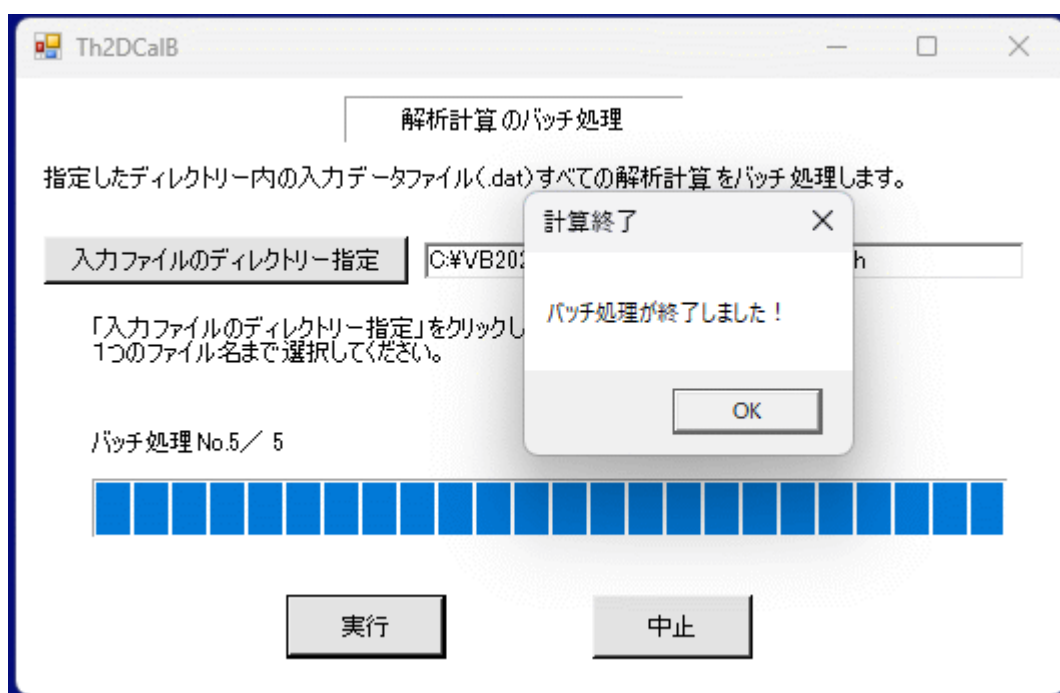 Th2DCalB
解析計算のバッチ処理
指定したディレクトリー内の入力データファイル(.dat)すべての解析計算をバッチ処理します。
計算終了
入力ファイルのディレクトリー指定
C:¥VB202
h
バッチ処理が終了しました！
「入力ファイルのディレクトリー指定」をクリックし
1つのファイル名まで選択してください。
OK
バッチ処理No.5／ 5
実行
中止